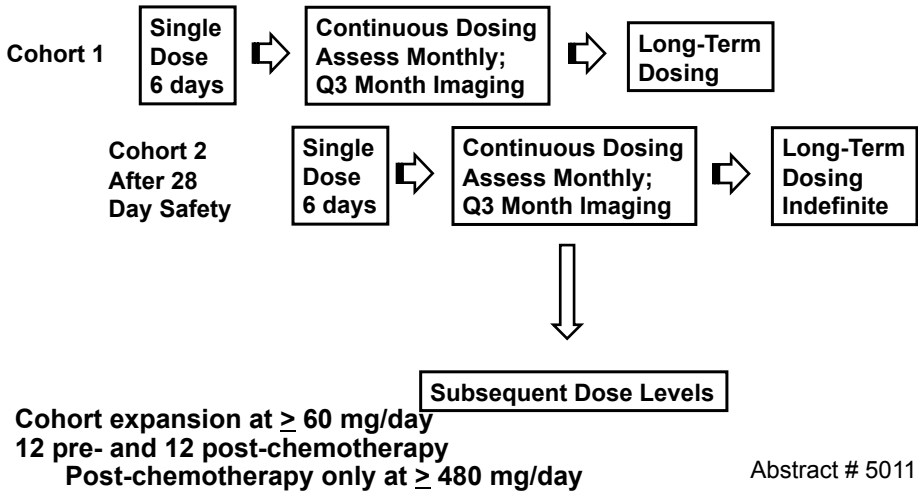 Cohort 1
Single
Dose
6 days
Continuous Dosing
Assess Monthly;
Q3 Month Imaging
Long-Term
Dosing
Cohort 2
After 28
Day Safety
Single
Dose
6 days
Continuous Dosing
Assess Monthly;
Q3 Month Imaging
Long-Term
Dosing
Indefinite
Subsequent Dose Levels
Cohort expansion at ≥ 60 mg/day
12 pre- and 12 post-chemotherapy
Post-chemotherapy only at ≥ 480 mg/day
Abstract # 5011